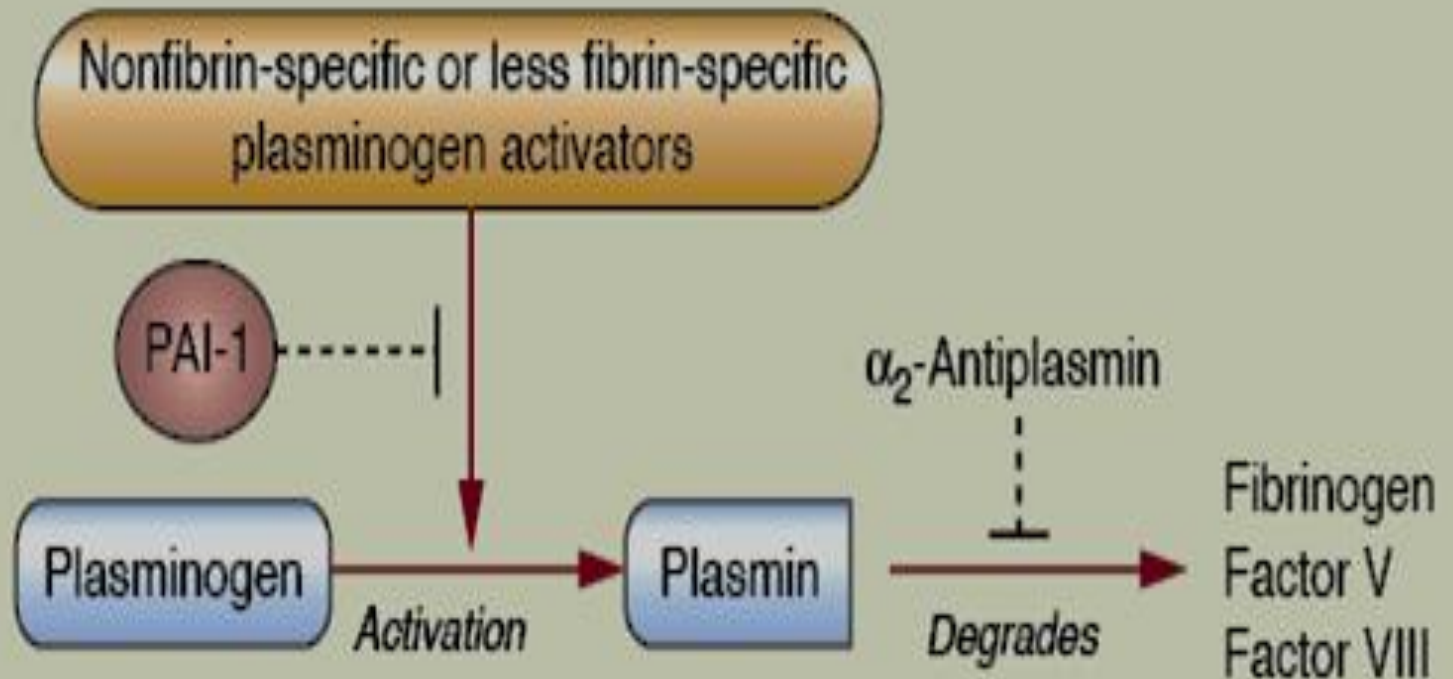 Nonfibrin-specific or less fibrin-specific
plasminogen activators
PAI-1
α₂-Antiplasmin
Plasminogen
Activation
Plasmin
Degrades
Fibrinogen
Factor V
Factor VIII